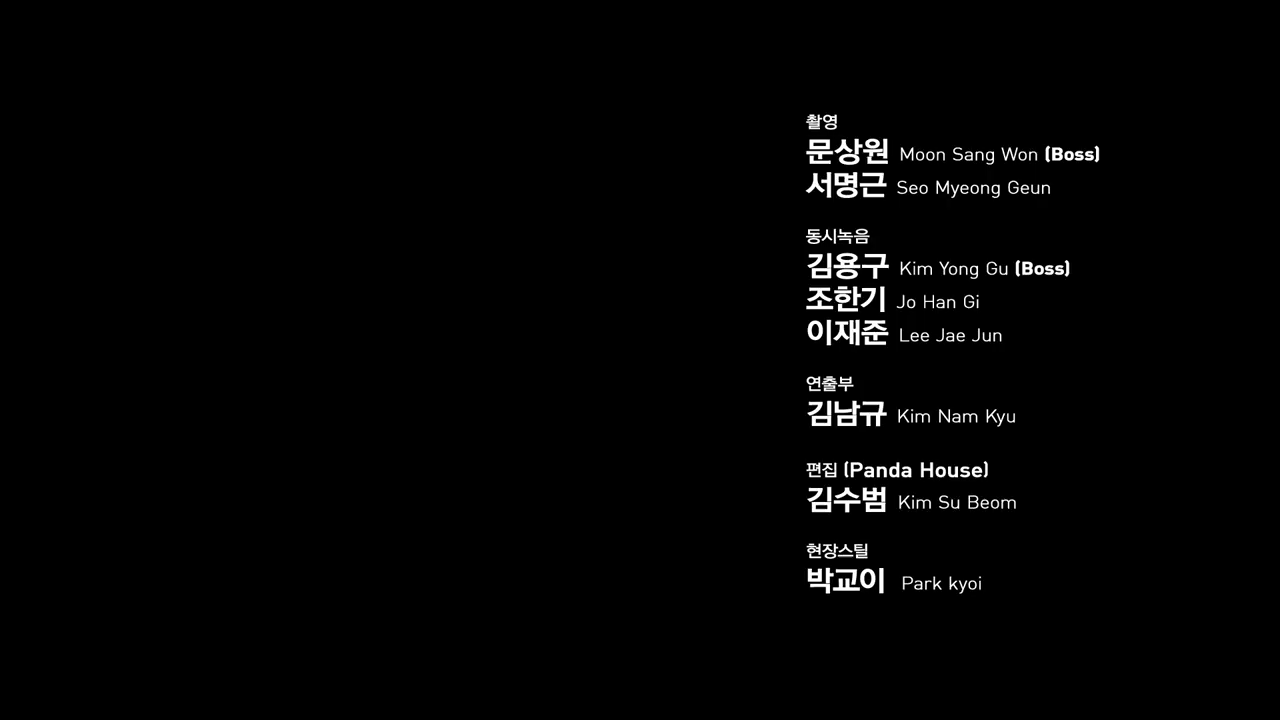 촬영
문상원 Moon Sang Won (Boss)
서명근 Seo Myeong Geun
동시녹음
김용구 Kim Yong Gu (Boss)
조한기 Jo Han Gi
이재준 Lee Jae Jun
연출부
김남규 Kim Nam Kyu
편집 (Panda House)
김수범 Kim Su Beom
현장스틸
박교이 Park kyoi